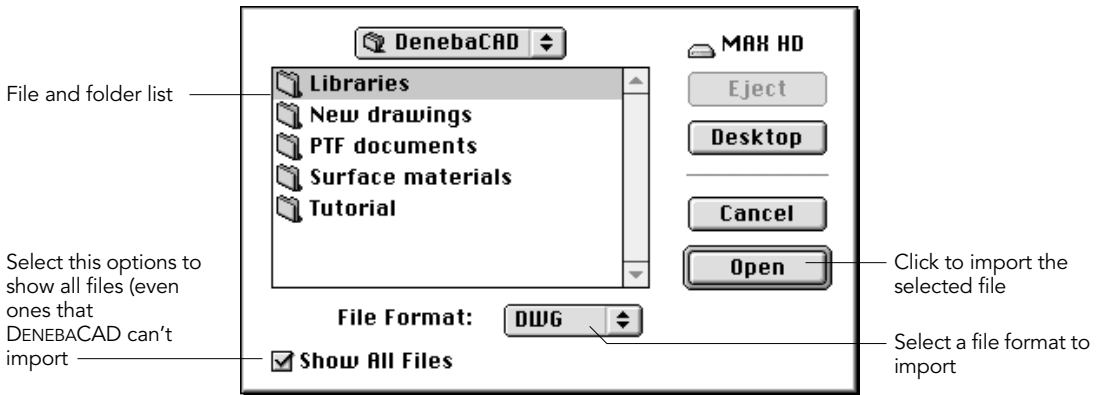 DenebaCAD
MAX HD
File and folder list
Libraries
New drawings
PTF documents
Surface materials
Tutorial
Eject
Desktop
Cancel
Open
Select this options to
show all files (even
ones that
DENEBACAD can't
import
Click to import the
selected file
File Format:
DWG
Select a file format to
import
Show All Files